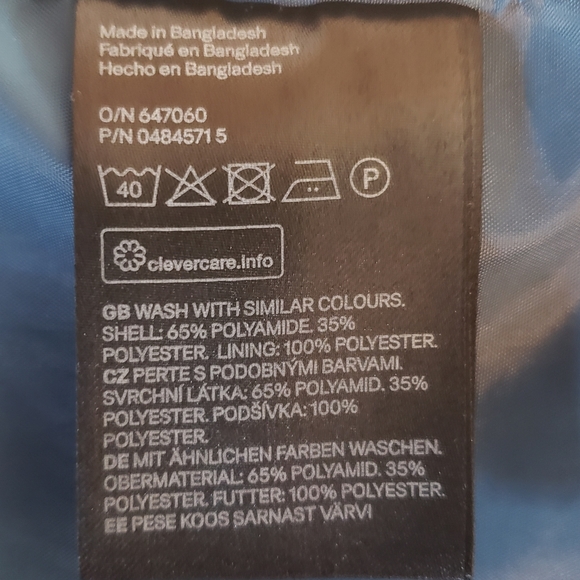 Made in Bangladesh
Fabriqué en Bangladesh
Hecho en Bangladesh
O/N 647060
P/N 0484571 5
40
P
clevercare.info
GB WASH WITH SIMILAR COLOURS.
SHELL: 65% POLYAMIDE. 35%
POLYESTER. LINING: 100% POLYESTER.
CZ PERTE S PODOBNÝMI BARVAMI.
SVRCHNÍ LÁTKA: 65% POLYAMID. 35%
POLYESTER. PODŠÍVKA: 100%
POLYESTER.
DE MIT ÄHNLICHEN FARBEN WASCHEN.
OBERMATERIAL: 65% POLYAMID. 35%
POLYESTER. FUTTER: 100% POLYESTER.
EE PESE KOOS SARNAST VÄRVI